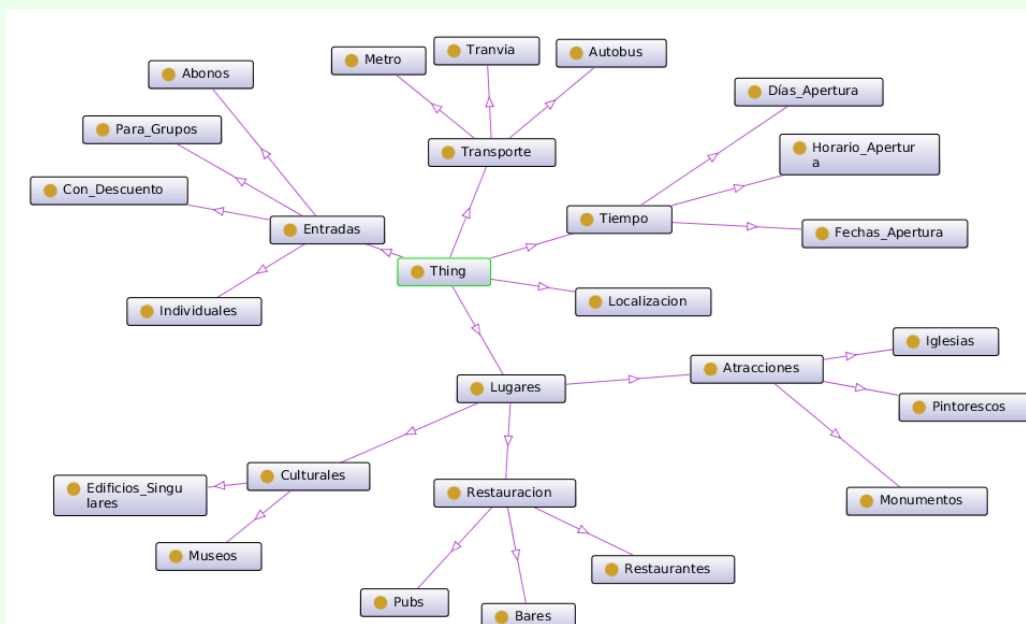 Tranvia
Autobus
Metro
Abonos
Días_Apertura
Para_Grupos
Horario_Apertur
a
Transporte
Con_Descuento
Tiempo
Entradas
Fechas_Apertura
Thing
Localizacion
Individuales
Iglesias
Atracciones
Lugares
Pintorescos
Culturales
Edificios_Singu
lares
Restauracion
Monumentos
Museos
Restaurantes
Pubs
Bares